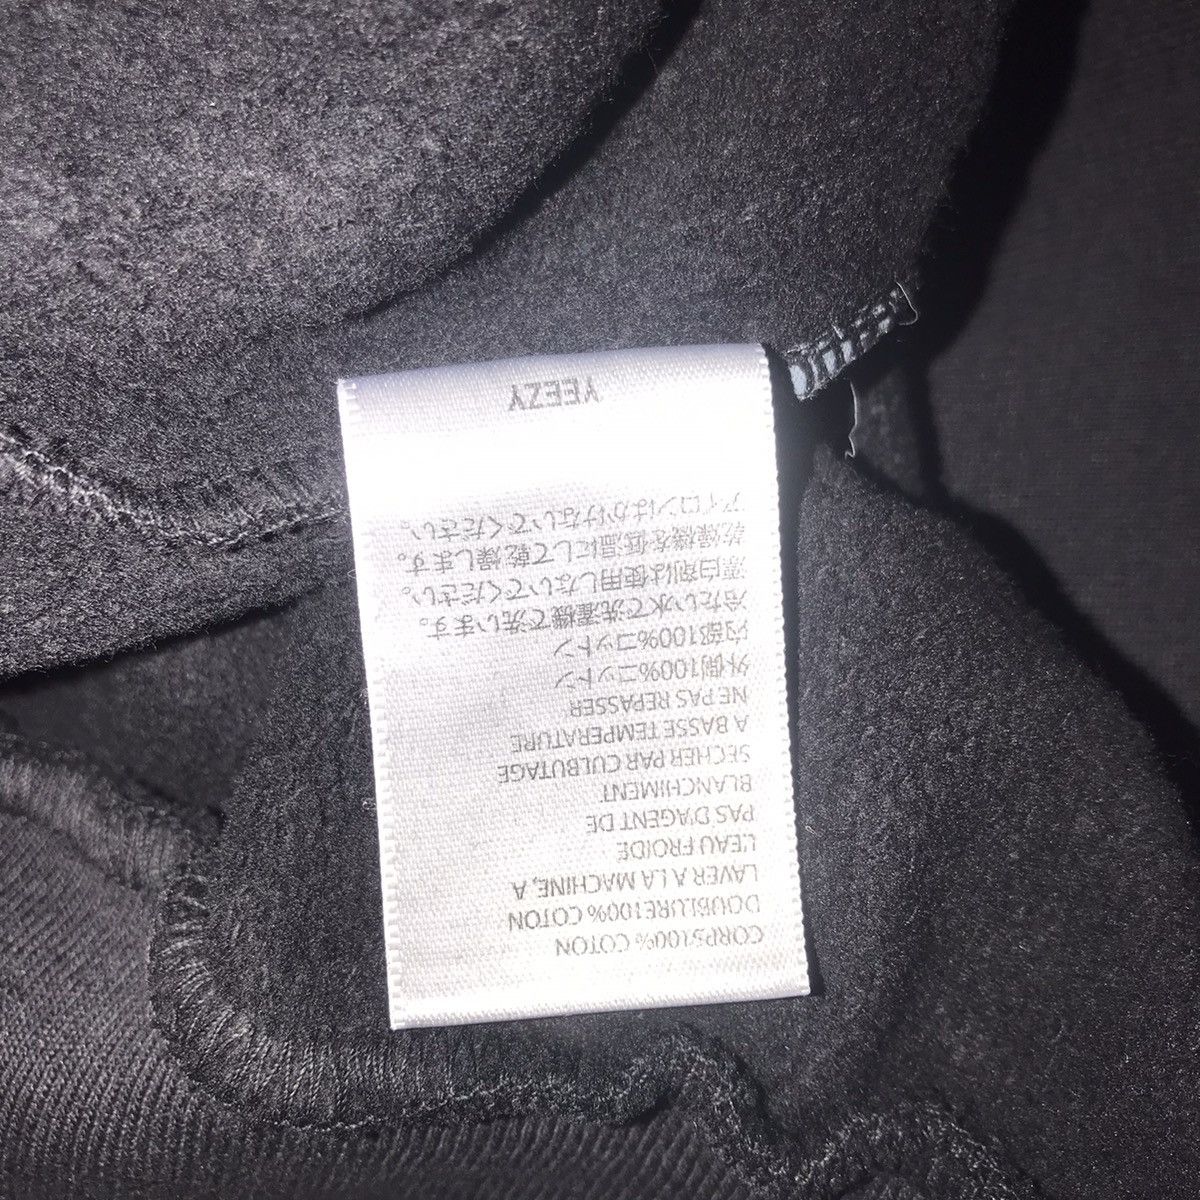 CORPS100% COTON
DOUBLURE100% COTON
LAVER A LA MACHINE, A
L'EAU FROIDE
PAS D'AGENT DE
BLANCHIMENT
SECHER PAR CULBUTAGE
A BASSE TEMPERATURE
NE PAS REPASSER
外側100%コットン
内部100%コットン
冷たい水で洗濯機で洗います。
漂白剤は使用しないでください。
乾燥機を低温にして乾燥します。
アイロンはかけないでください。
YEEZY